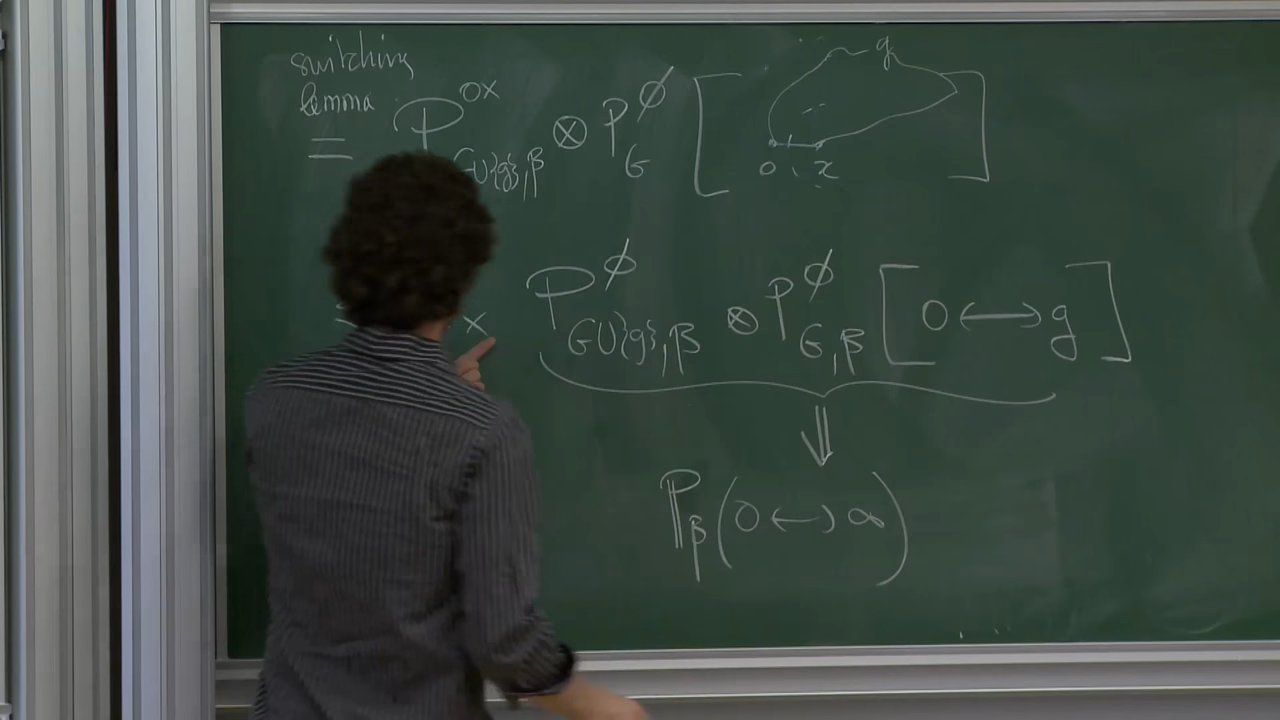 switching
lemma
= P^{0x}_{G∪{g},β} ⊗ P^∅_G [ 0 x g ]
x P^∅_{G∪{g},β} ⊗ P^∅_{G,β} [ 0 ↔ g ]
⇓
ℙ_β ( 0 ↔ ∞ )